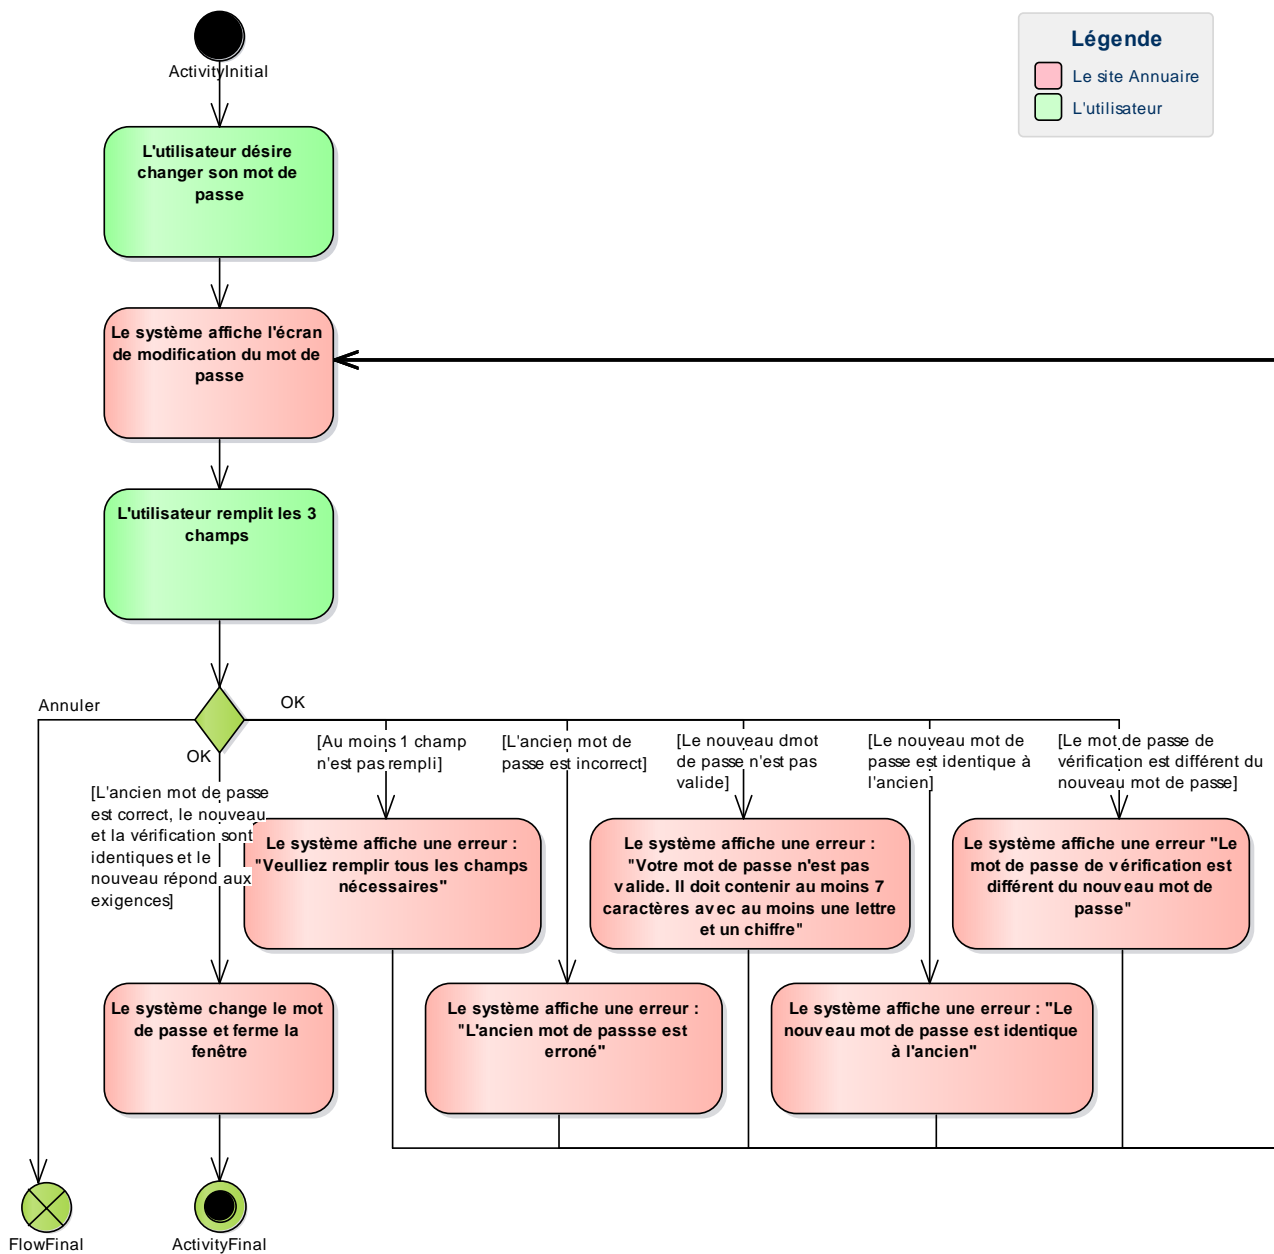 Légende
Le site Annuaire
L'utilisateur
ActivityInitial
L'utilisateur désire
changer son mot de
passe
Le système affiche l'écran
de modification du mot de
passe
L'utilisateur remplit les 3
champs
Annuler
OK
OK
[L'ancien mot de passe
est correct, le nouveau
et la vérification sont
identiques et le
nouveau répond aux
exigences]
[Au moins 1 champ
n'est pas rempli]
[L'ancien mot de
passe est incorrect]
[Le nouveau dmot
de passe n'est pas
valide]
[Le nouveau mot de
passe est identique à
l'ancien]
[Le mot de passe de
vérification est différent du
nouveau mot de passe]
Le système affiche une erreur :
"Veulliez remplir tous les champs
nécessaires"
Le système affiche une erreur :
"Votre mot de passe n'est pas
valide. Il doit contenir au moins 7
caractères avec au moins une lettre
et un chiffre"
Le système affiche une erreur "Le
mot de passe de vérification est
différent du nouveau mot de
passe"
Le système change le mot
de passe et ferme la
fenêtre
Le système affiche une erreur :
"L'ancien mot de passse est
erroné"
Le système affiche une erreur : "Le
nouveau mot de passe est identique
à l'ancien"
FlowFinal
ActivityFinal